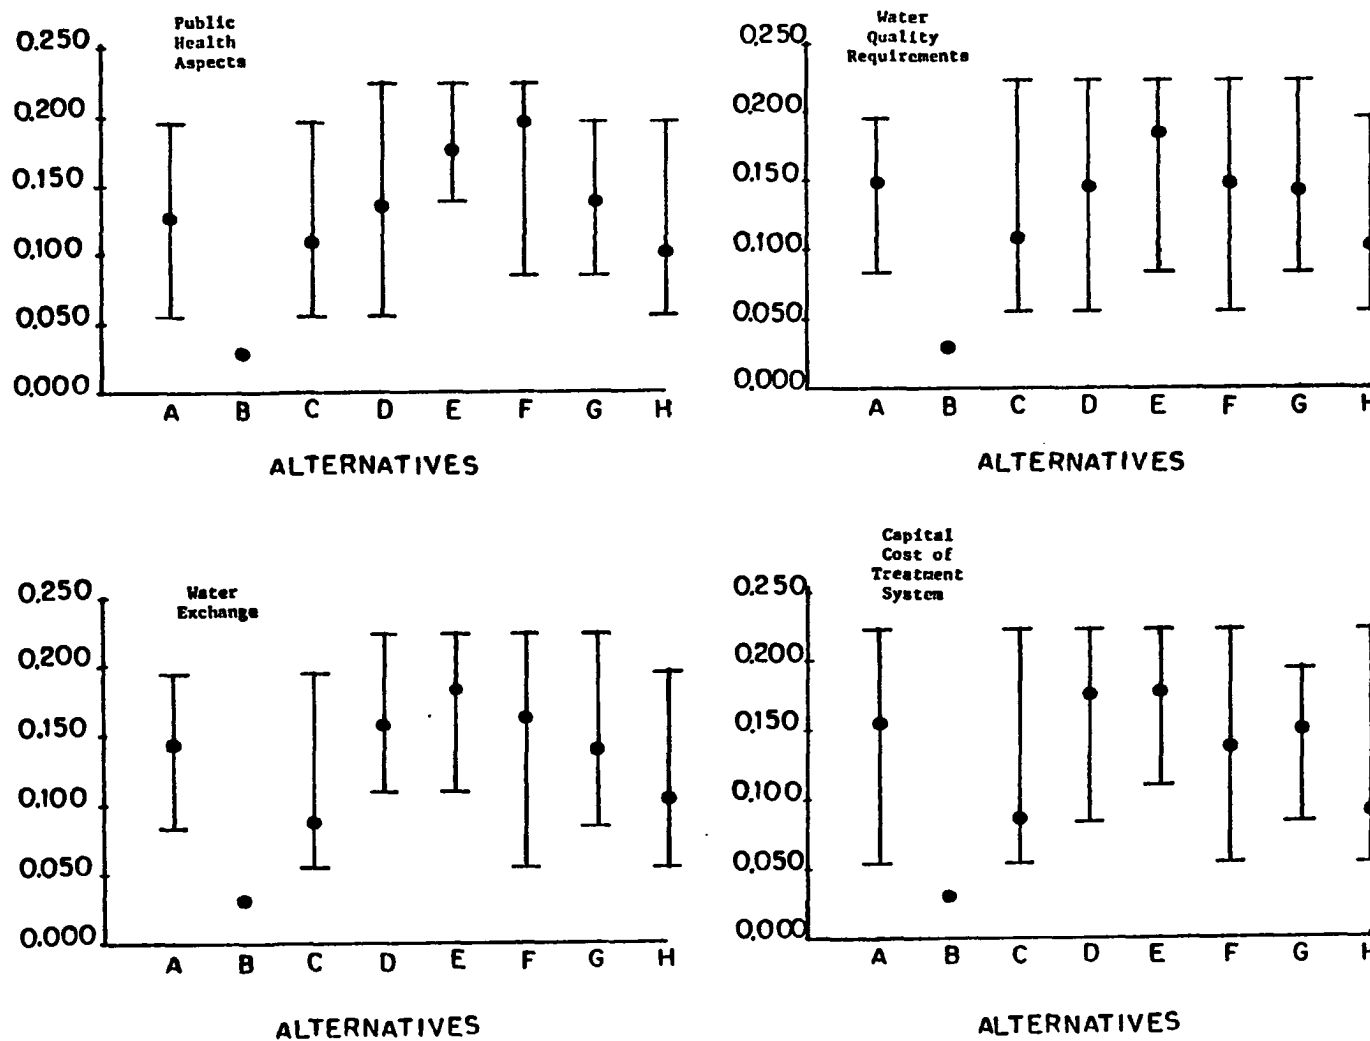 Public
Health
Aspects
0.250
0.200
0.150
0.100
0.050
0.000
A B C D E F G H
ALTERNATIVES
Water
Quality
Requirements
0.250
0.200
0.150
0.100
0.050
0.000
A B C D E F G H
ALTERNATIVES
Water
Exchange
0.250
0.200
0.150
0.100
0.050
0.000
A B C D E F G H
ALTERNATIVES
Capital
Cost of
Treatment
System
0.250
0.200
0.150
0.100
0.050
0.000
A B C D E F G H
ALTERNATIVES